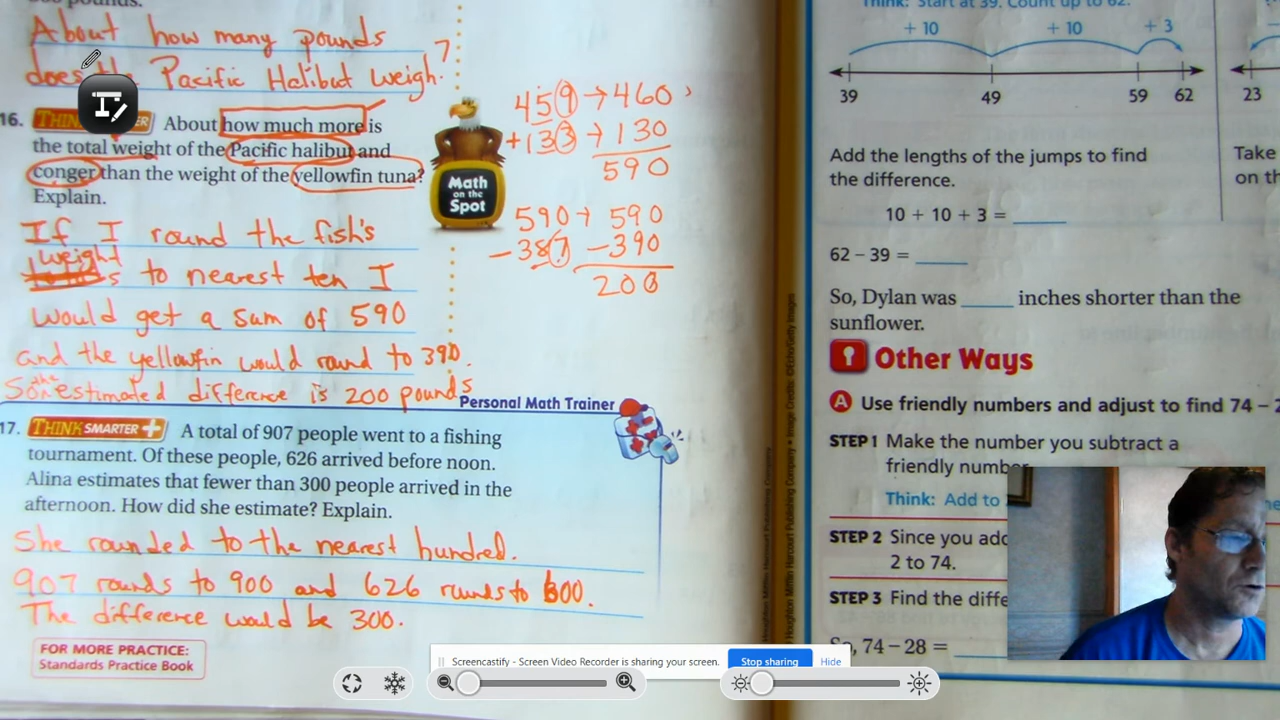 About how many pounds
does the Pacific Halibut weigh?
16. THINK SMARTER About how much more is
the total weight of the Pacific halibut and
conger than the weight of the yellowfin tuna?
Explain.
If I round the fish's
weight
to nearest ten I
would get a sum of 590
and the yellowfin would round to 390.
So the estimated difference is 200 pounds
459 → 460
+133 → 130
590
590 → 590
- 387 - 390
200
Math
on the
Spot
Personal Math Trainer
17. THINK SMARTER + A total of 907 people went to a fishing
tournament. Of these people, 626 arrived before noon.
Alina estimates that fewer than 300 people arrived in the
afternoon. How did she estimate? Explain.
She rounded to the nearest hundred.
907 rounds to 900 and 626 rounds to 600.
The difference would be 300.
FOR MORE PRACTICE:
Standards Practice Book
Think: Start at 39. Count up to 62.
+ 10 + 10 + 3
39 49 59 62 23
Add the lengths of the jumps to find
the difference.
10 + 10 + 3 =
62 – 39 =
So, Dylan was _____ inches shorter than the
sunflower.
Take
on th
Other Ways
A Use friendly numbers and adjust to find 74 –
STEP 1 Make the number you subtract a
friendly number
Think: Add to
STEP 2 Since you add
2 to 74.
STEP 3 Find the diffe
So, 74 – 28 =
Screencastify - Screen Video Recorder is sharing your screen. Stop sharing Hide